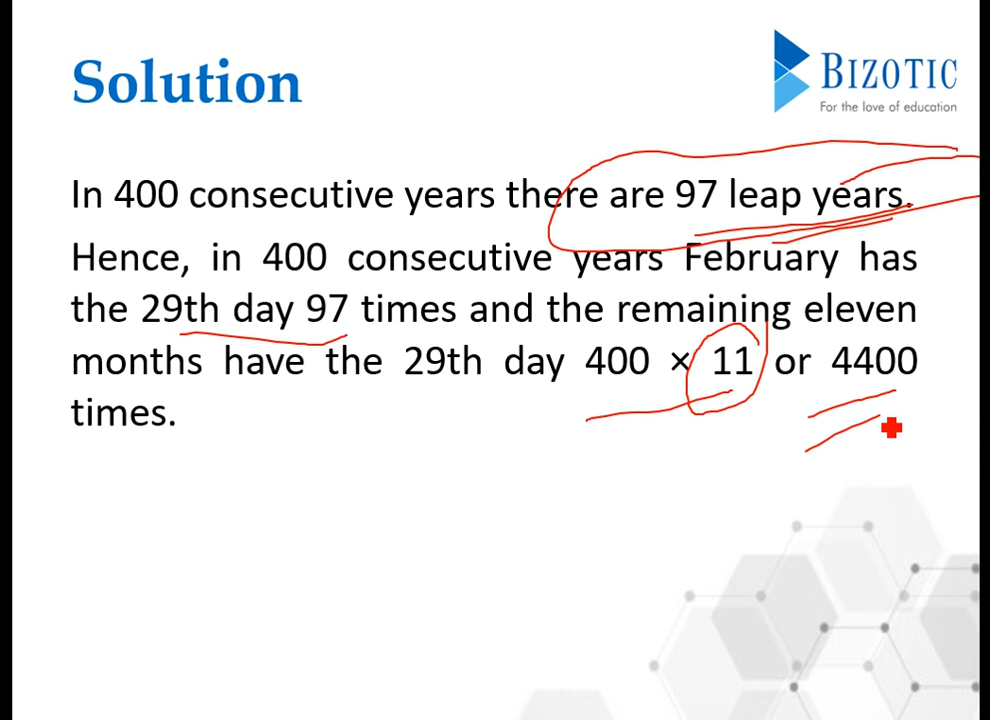 Solution
BIZOTIC
For the love of education
In 400 consecutive years there are 97 leap years.
Hence, in 400 consecutive years February has
the 29th day 97 times and the remaining eleven
months have the 29th day 400 × 11 or 4400
times.